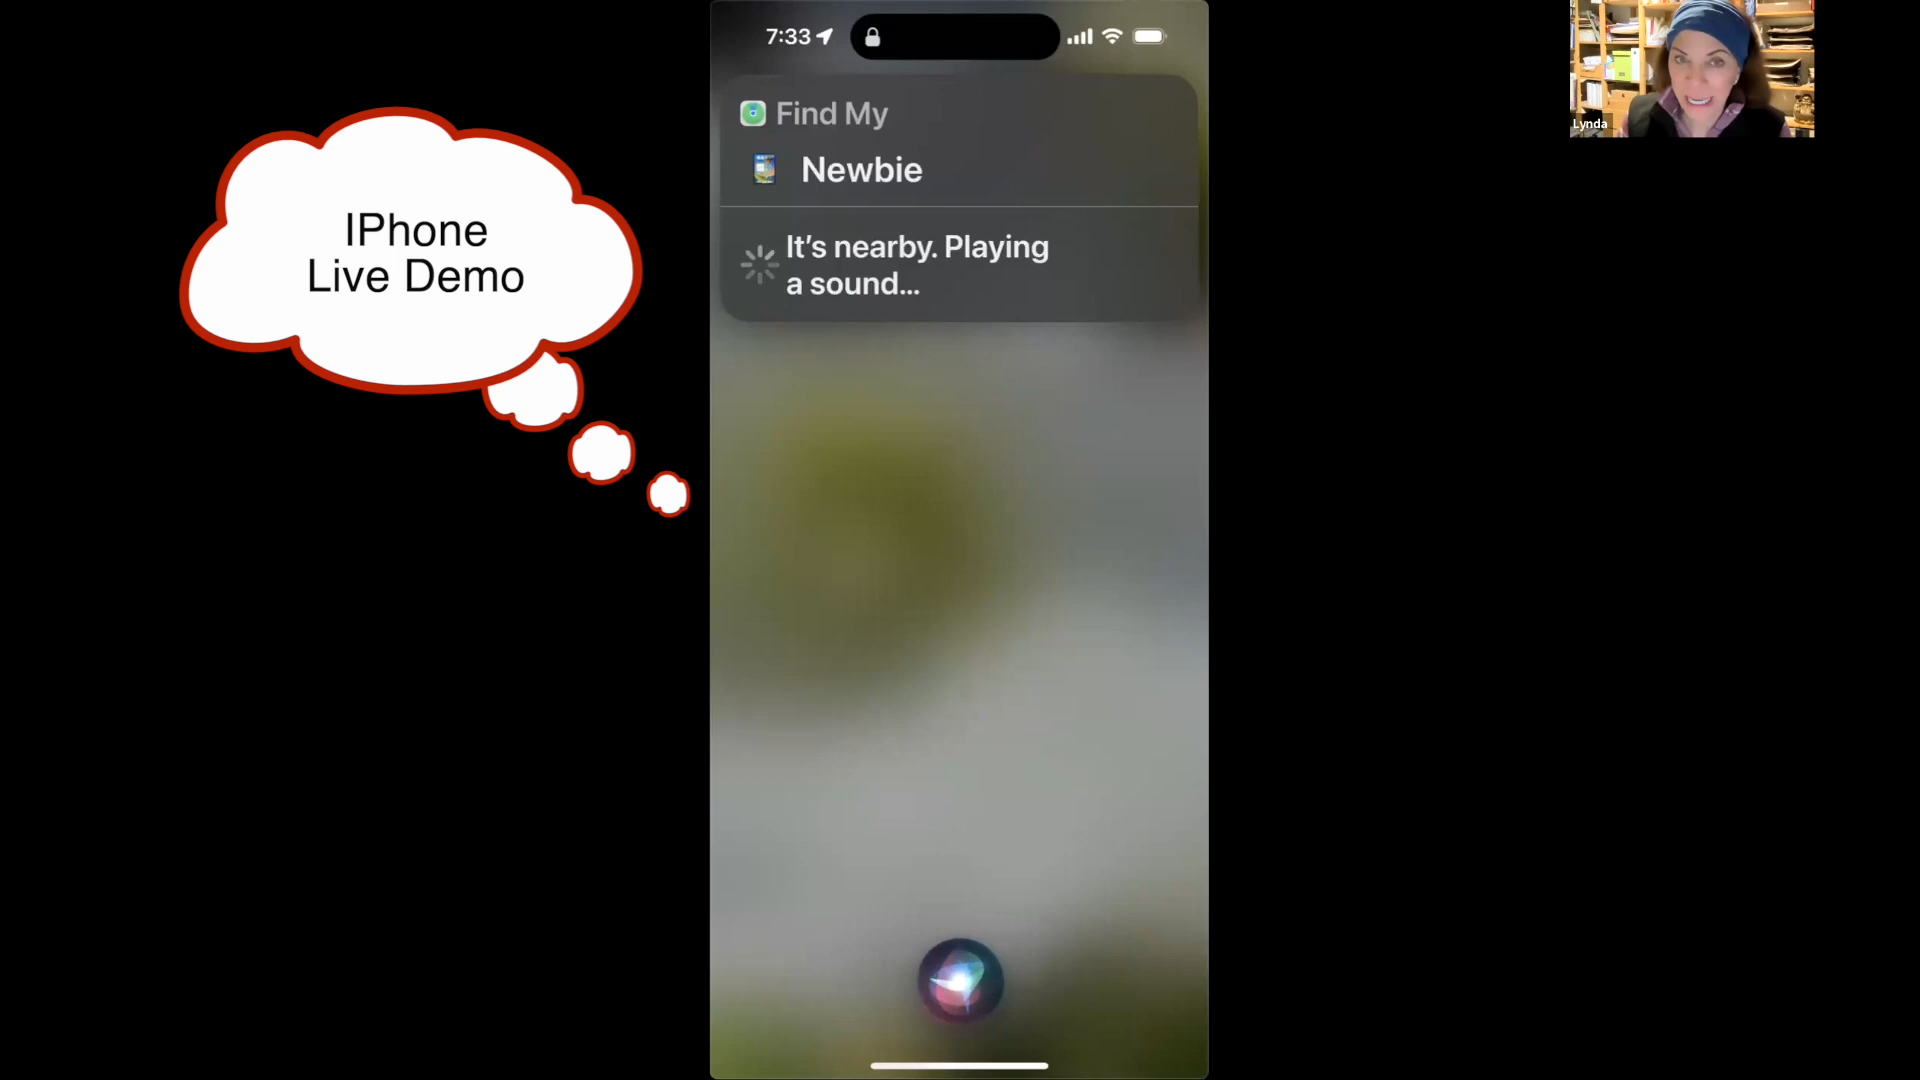 7:33
Find My
Newbie
It's nearby. Playing
a sound...
IPhone
Live Demo
Lynda